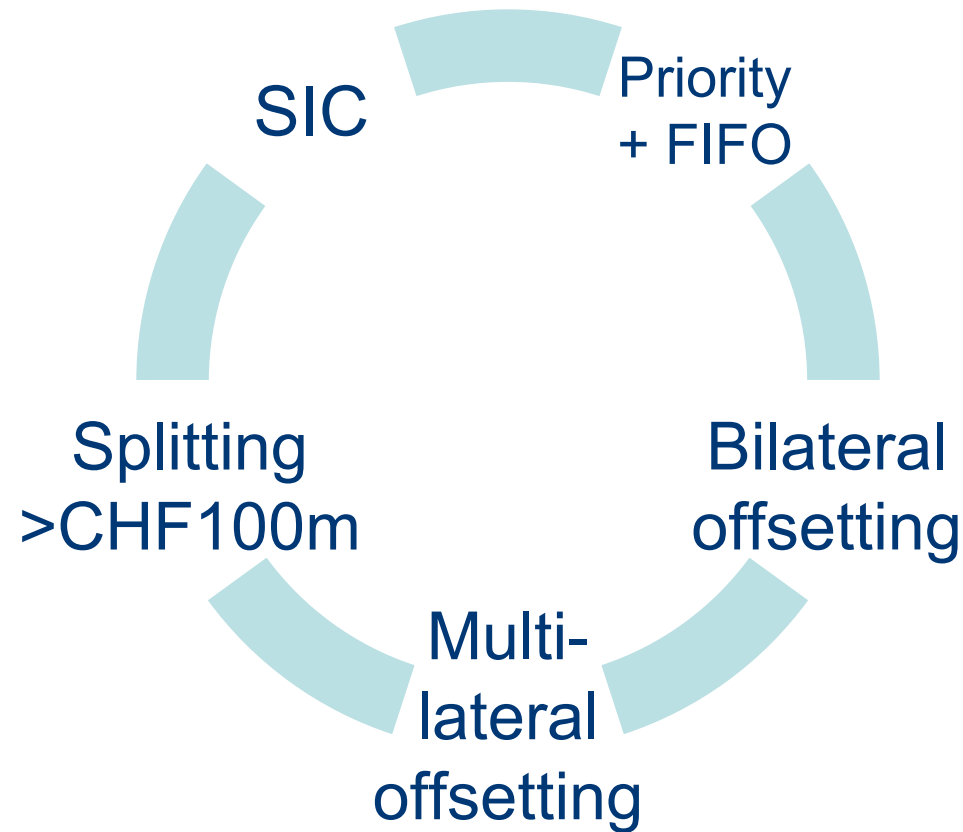 SIC
Priority
+ FIFO
Bilateral
offsetting
Multi-
lateral
offsetting
Splitting
>CHF100m